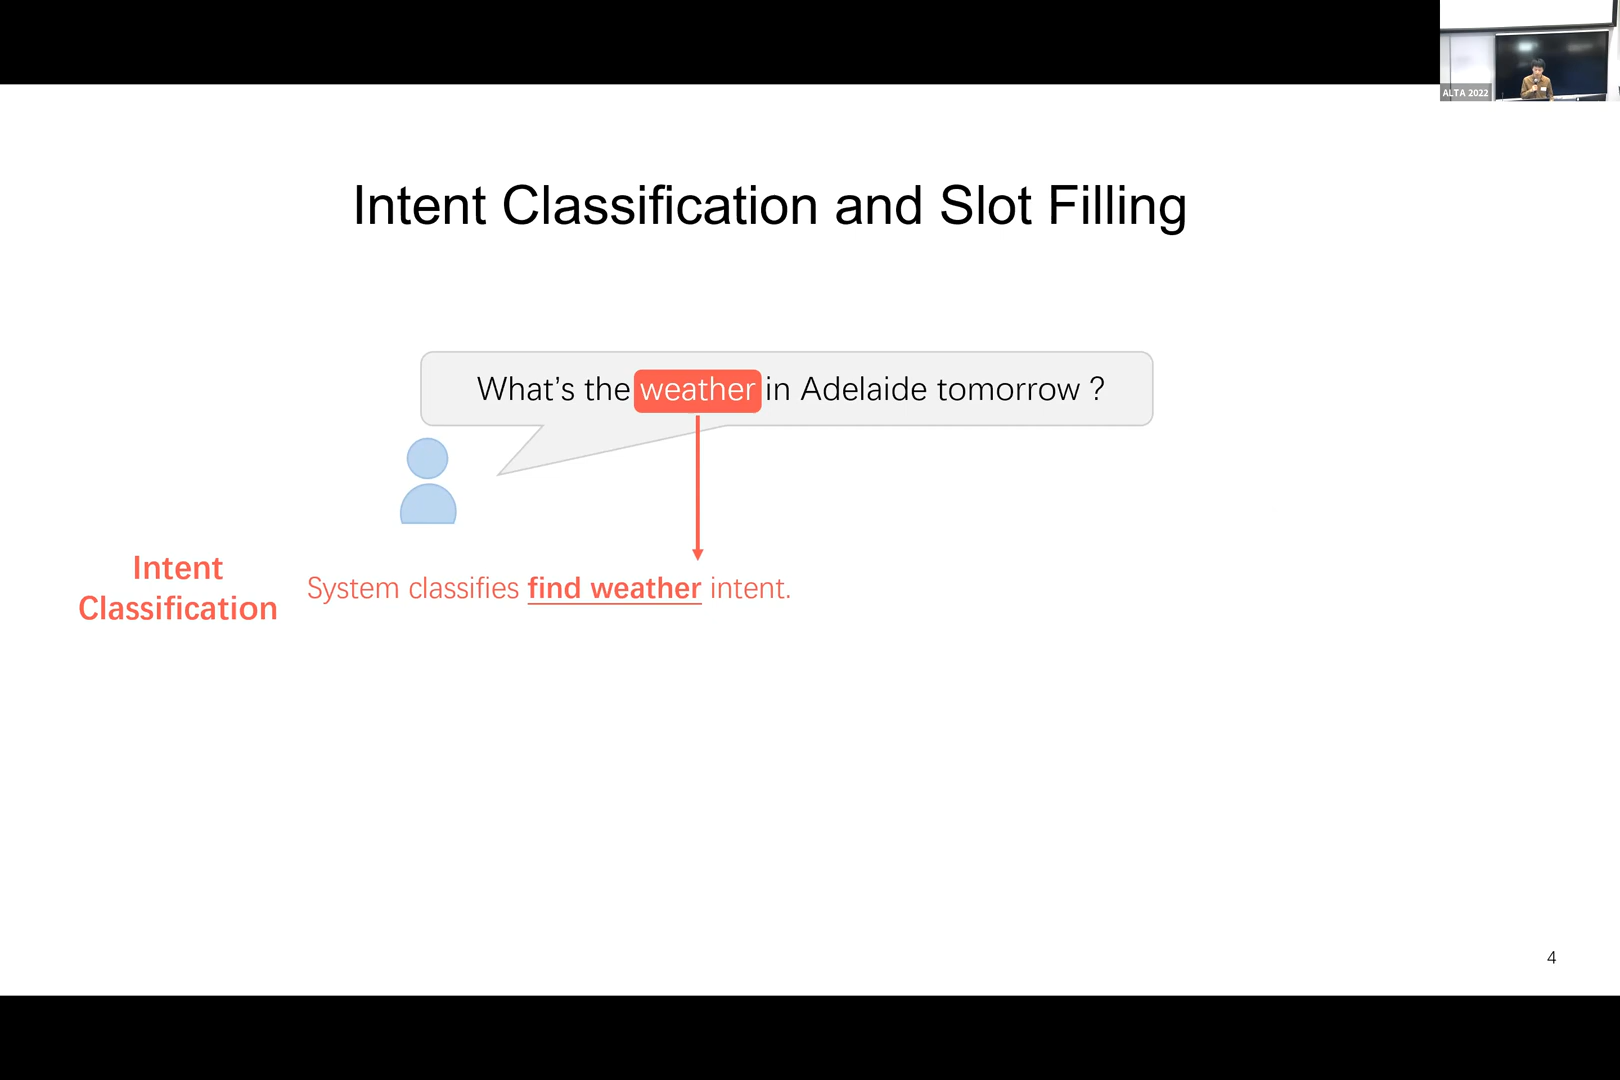 ALTA 2022
Intent Classification and Slot Filling
What's the weather in Adelaide tomorrow ?
Intent
Classification
System classifies find weather intent.
4